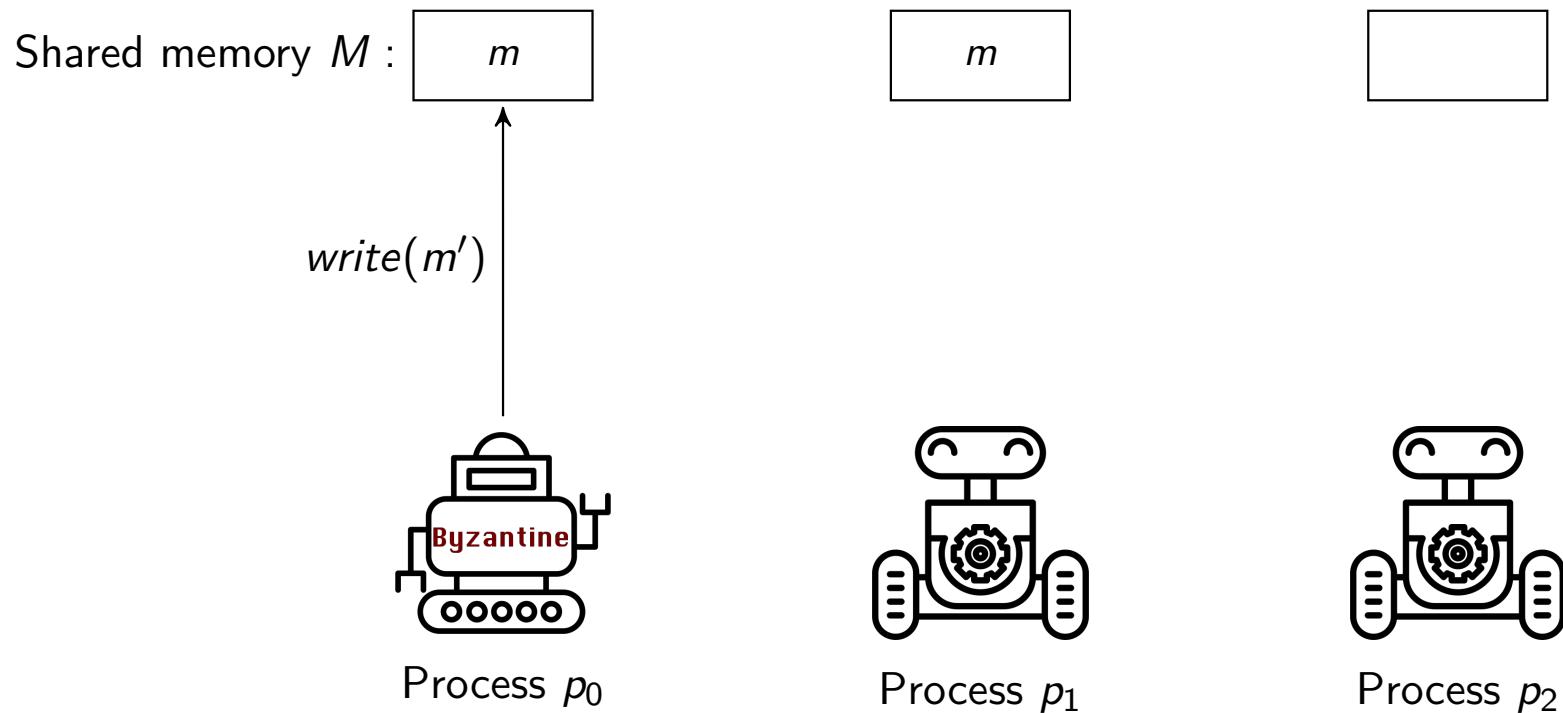 Shared memory M : m m
write(m′)
Byzantine
Process p₀ Process p₁ Process p₂